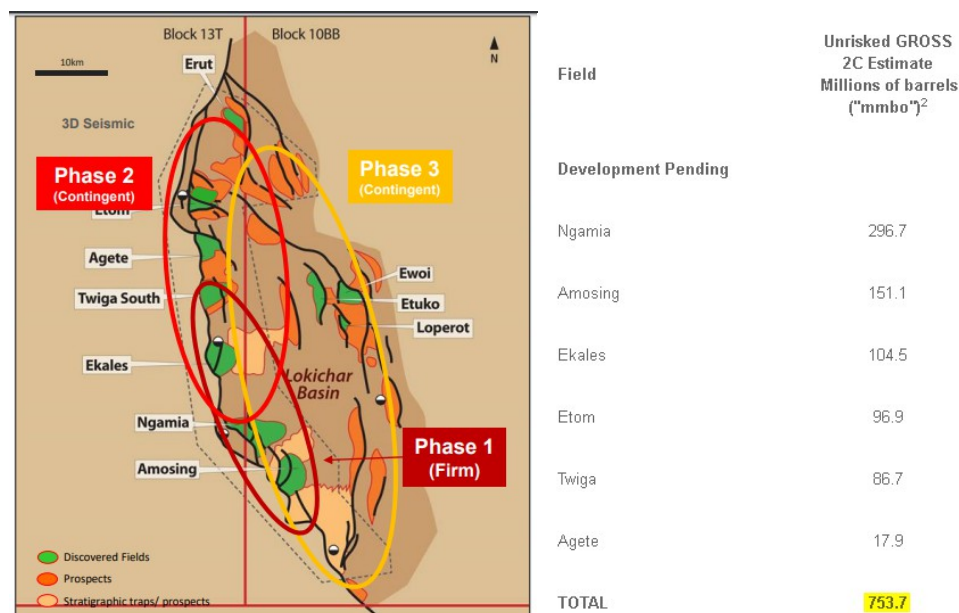 Block 13T
Block 10BB
Erut
10km
N
3D Seismic
Phase 2
(Contingent)
Phase 3
(Contingent)
Etom
Agete
Twiga South
Ewoi
Etuko
Loperot
Ekales
Lokichar
Basin
Ngamia
Phase 1
(Firm)
Amosing
Discovered Fields
Prospects
Stratigraphic traps/ prospects
Field
Unrisked GROSS
2C Estimate
Millions of barrels
("mmbo")2
Development Pending
Ngamia 296.7
Amosing 151.1
Ekales 104.5
Etom 96.9
Twiga 86.7
Agete 17.9
TOTAL 753.7